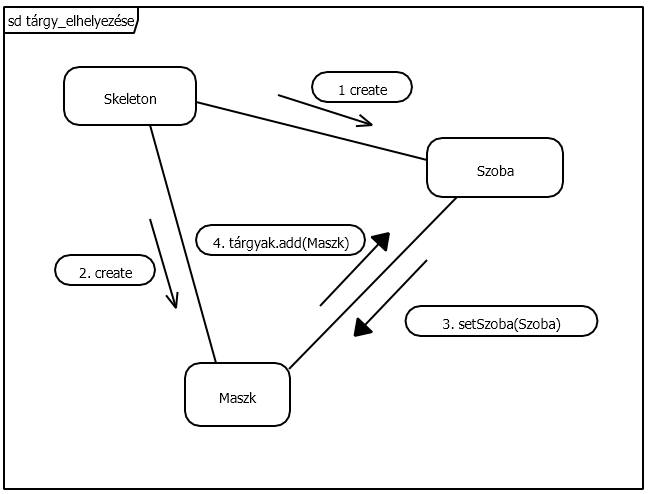 sd tárgy_elhelyezése
1 create
Skeleton
Szoba
4. tárgyak.add(Maszk)
2. create
3. setSzoba(Szoba)
Maszk